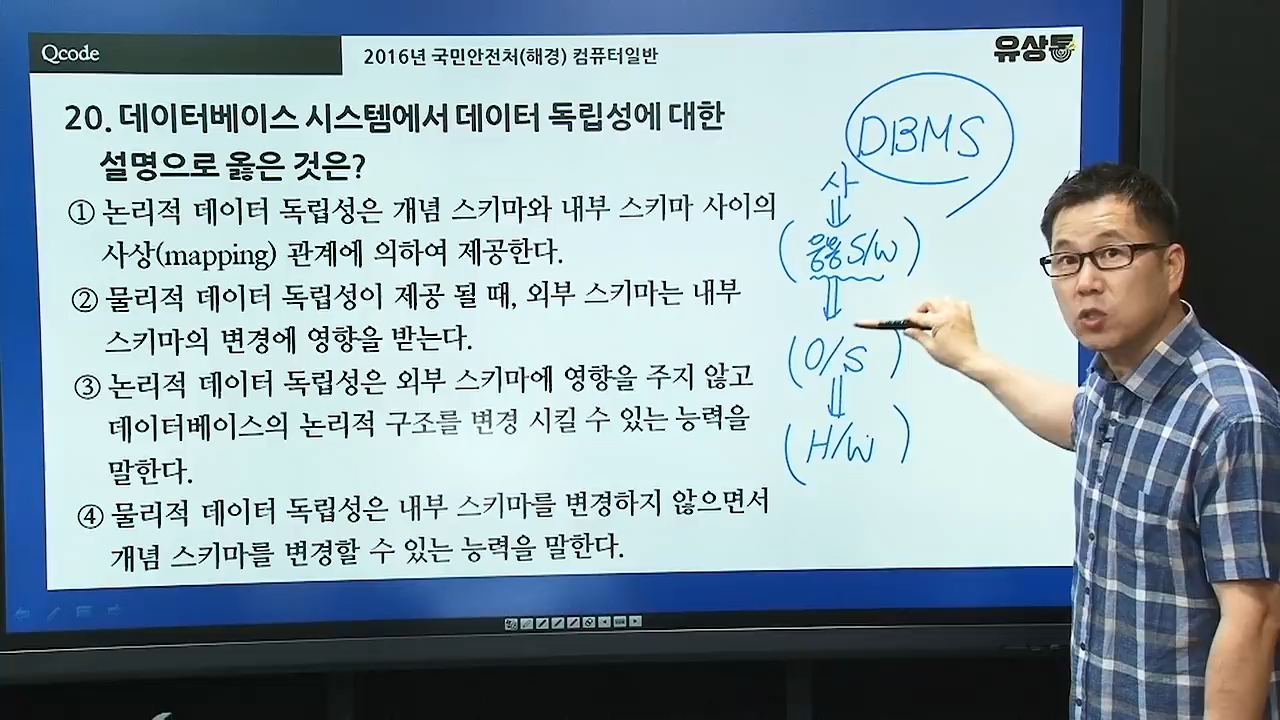 Qcode
2016년 국민안전처(해경) 컴퓨터일반
유상통
20. 데이터베이스 시스템에서 데이터 독립성에 대한
설명으로 옳은 것은?
① 논리적 데이터 독립성은 개념 스키마와 내부 스키마 사이의
사상(mapping) 관계에 의하여 제공한다.
② 물리적 데이터 독립성이 제공 될 때, 외부 스키마는 내부
스키마의 변경에 영향을 받는다.
③ 논리적 데이터 독립성은 외부 스키마에 영향을 주지 않고
데이터베이스의 논리적 구조를 변경 시킬 수 있는 능력을
말한다.
④ 물리적 데이터 독립성은 내부 스키마를 변경하지 않으면서
개념 스키마를 변경할 수 있는 능력을 말한다.
DBMS
사
(응용S/W)
(O/S)
(H/W)